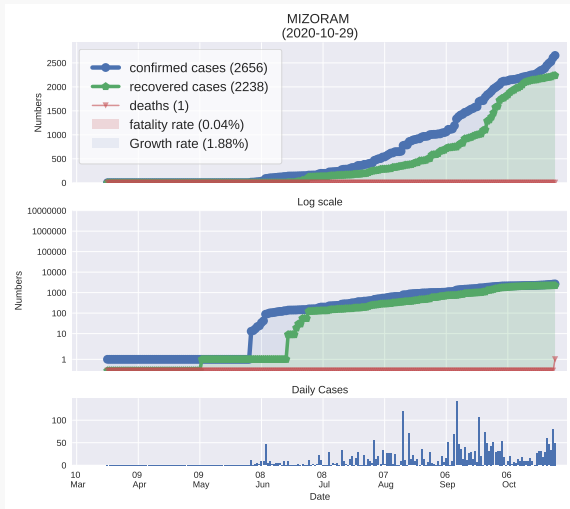 MIZORAM
(2020-10-29)
confirmed cases (2656)
recovered cases (2238)
deaths (1)
fatality rate (0.04%)
Growth rate (1.88%)
Numbers
2500
2000
1500
1000
500
0
Log scale
Numbers
10000000
1000000
100000
10000
1000
100
10
1
Daily Cases
100
50
0
10 09 09 08 08 07 06 06
Mar Apr May Jun Jul Aug Sep Oct
Date